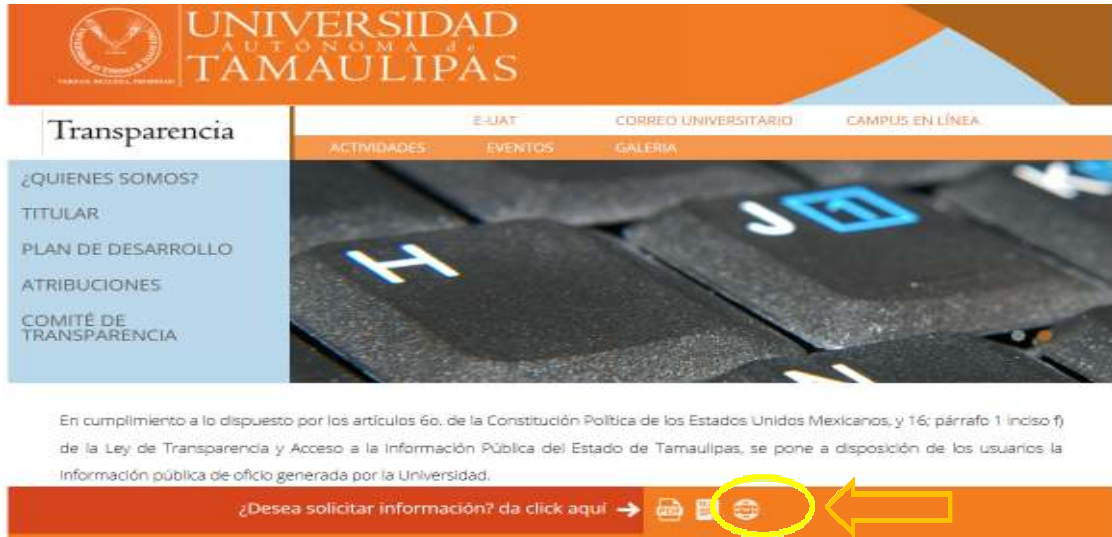 UNIVERSIDAD
AUTÓNOMA de
TAMAULIPAS
Transparencia
E-UAT
CORREO UNIVERSITARIO
CAMPUS EN LÍNEA
ACTIVIDADES
EVENTOS
GALERIA
¿QUIENES SOMOS?
TITULAR
PLAN DE DESARROLLO
ATRIBUCIONES
COMITÉ DE
TRANSPARENCIA
H
J 1
K
N
En cumplimiento a lo dispuesto por los artículos 6o. de la Constitución Política de los Estados Unidos Mexicanos, y 16; párrafo 1 inciso f)
de la Ley de Transparencia y Acceso a la Información Pública del Estado de Tamaulipas, se pone a disposición de los usuarios la
información pública de oficio generada por la Universidad.
¿Desea solicitar información? da click aquí → PDF